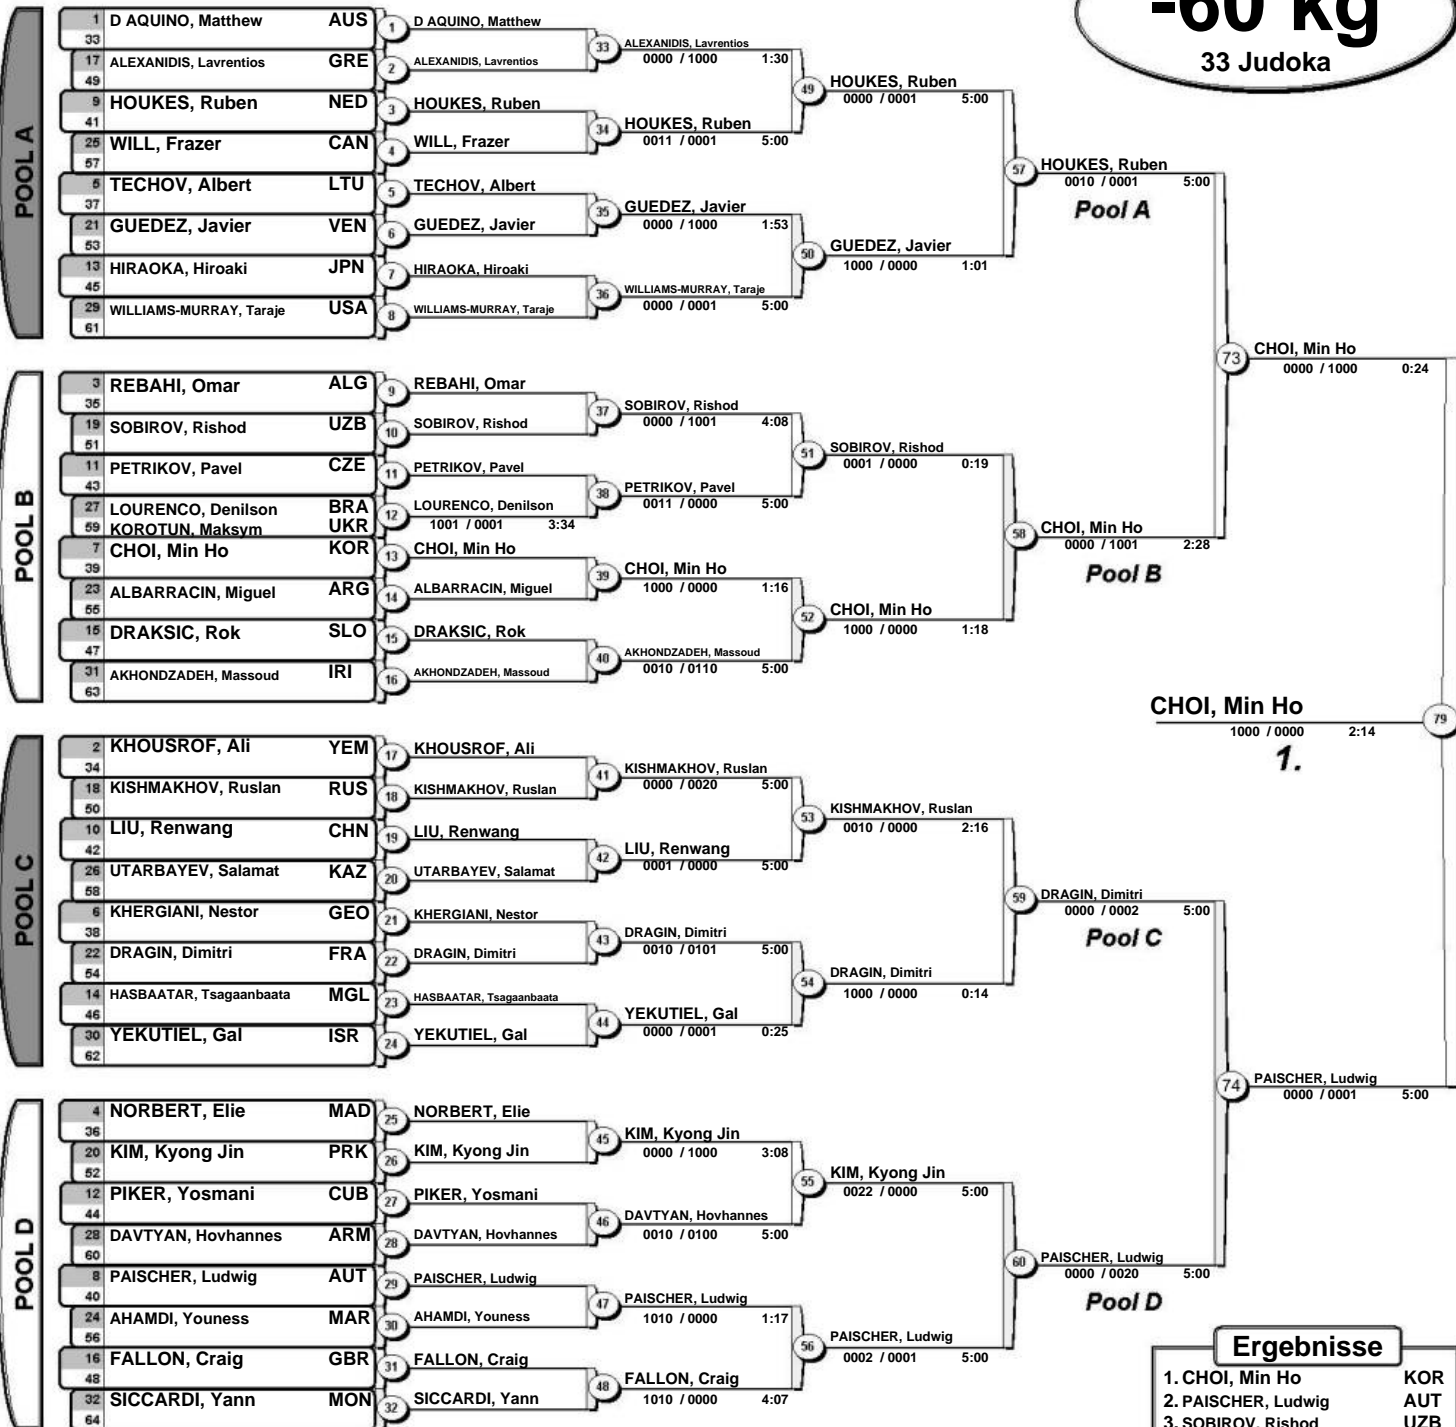 -60 kg
33 Judoka
POOL A
1 D AQUINO, Matthew AUS
33
17 ALEXANIDIS, Lavrentios GRE
49
9 HOUKES, Ruben NED
41
25 WILL, Frazer CAN
57
5 TECHOV, Albert LTU
37
21 GUEDEZ, Javier VEN
53
13 HIRAOKA, Hiroaki JPN
45
29 WILLIAMS-MURRAY, Taraje USA
61
1 D AQUINO, Matthew
2 ALEXANIDIS, Lavrentios
3 HOUKES, Ruben
4 WILL, Frazer
5 TECHOV, Albert
6 GUEDEZ, Javier
7 HIRAOKA, Hiroaki
8 WILLIAMS-MURRAY, Taraje
33 ALEXANIDIS, Lavrentios
0000 / 1000 1:30
34 HOUKES, Ruben
0011 / 0001 5:00
35 GUEDEZ, Javier
0000 / 1000 1:53
36 WILLIAMS-MURRAY, Taraje
0000 / 0001 5:00
49 HOUKES, Ruben
0000 / 0001 5:00
50 GUEDEZ, Javier
1000 / 0000 1:01
57 HOUKES, Ruben
0010 / 0001 5:00
Pool A
POOL B
3 REBAHI, Omar ALG
35
19 SOBIROV, Rishod UZB
51
11 PETRIKOV, Pavel CZE
43
27 LOURENCO, Denilson BRA
59 KOROTUN, Maksym UKR
7 CHOI, Min Ho KOR
39
23 ALBARRACIN, Miguel ARG
55
15 DRAKSIC, Rok SLO
47
31 AKHONDZADEH, Massoud IRI
63
9 REBAHI, Omar
10 SOBIROV, Rishod
11 PETRIKOV, Pavel
12 LOURENCO, Denilson
1001 / 0001 3:34
13 CHOI, Min Ho
14 ALBARRACIN, Miguel
15 DRAKSIC, Rok
16 AKHONDZADEH, Massoud
37 SOBIROV, Rishod
0000 / 1001 4:08
38 PETRIKOV, Pavel
0011 / 0000 5:00
39 CHOI, Min Ho
1000 / 0000 1:16
40 AKHONDZADEH, Massoud
0010 / 0110 5:00
51 SOBIROV, Rishod
0001 / 0000 0:19
52 CHOI, Min Ho
1000 / 0000 1:18
58 CHOI, Min Ho
0000 / 1001 2:28
Pool B
73 CHOI, Min Ho
0000 / 1000 0:24
CHOI, Min Ho 79
1000 / 0000 2:14
1.
POOL C
2 KHOUSROF, Ali YEM
34
18 KISHMAKHOV, Ruslan RUS
50
10 LIU, Renwang CHN
42
26 UTARBAYEV, Salamat KAZ
58
6 KHERGIANI, Nestor GEO
38
22 DRAGIN, Dimitri FRA
54
14 HASBAATAR, Tsagaanbaata MGL
46
30 YEKUTIEL, Gal ISR
62
17 KHOUSROF, Ali
18 KISHMAKHOV, Ruslan
19 LIU, Renwang
20 UTARBAYEV, Salamat
21 KHERGIANI, Nestor
22 DRAGIN, Dimitri
23 HASBAATAR, Tsagaanbaata
24 YEKUTIEL, Gal
41 KISHMAKHOV, Ruslan
0000 / 0020 5:00
42 LIU, Renwang
0001 / 0000 5:00
43 DRAGIN, Dimitri
0010 / 0101 5:00
44 YEKUTIEL, Gal
0000 / 0001 0:25
53 KISHMAKHOV, Ruslan
0010 / 0000 2:16
54 DRAGIN, Dimitri
1000 / 0000 0:14
59 DRAGIN, Dimitri
0000 / 0002 5:00
Pool C
POOL D
4 NORBERT, Elie MAD
36
20 KIM, Kyong Jin PRK
52
12 PIKER, Yosmani CUB
44
28 DAVTYAN, Hovhannes ARM
60
8 PAISCHER, Ludwig AUT
40
24 AHAMDI, Youness MAR
56
16 FALLON, Craig GBR
48
32 SICCARDI, Yann MON
64
25 NORBERT, Elie
26 KIM, Kyong Jin
27 PIKER, Yosmani
28 DAVTYAN, Hovhannes
29 PAISCHER, Ludwig
30 AHAMDI, Youness
31 FALLON, Craig
32 SICCARDI, Yann
45 KIM, Kyong Jin
0000 / 1000 3:08
46 DAVTYAN, Hovhannes
0010 / 0100 5:00
47 PAISCHER, Ludwig
1010 / 0000 1:17
48 FALLON, Craig
1010 / 0000 4:07
55 KIM, Kyong Jin
0022 / 0000 5:00
56 PAISCHER, Ludwig
0002 / 0001 5:00
60 PAISCHER, Ludwig
0000 / 0020 5:00
Pool D
74 PAISCHER, Ludwig
0000 / 0001 5:00
Ergebnisse
1. CHOI, Min Ho KOR
2. PAISCHER, Ludwig AUT
3. SOBIROV, Rishod UZB